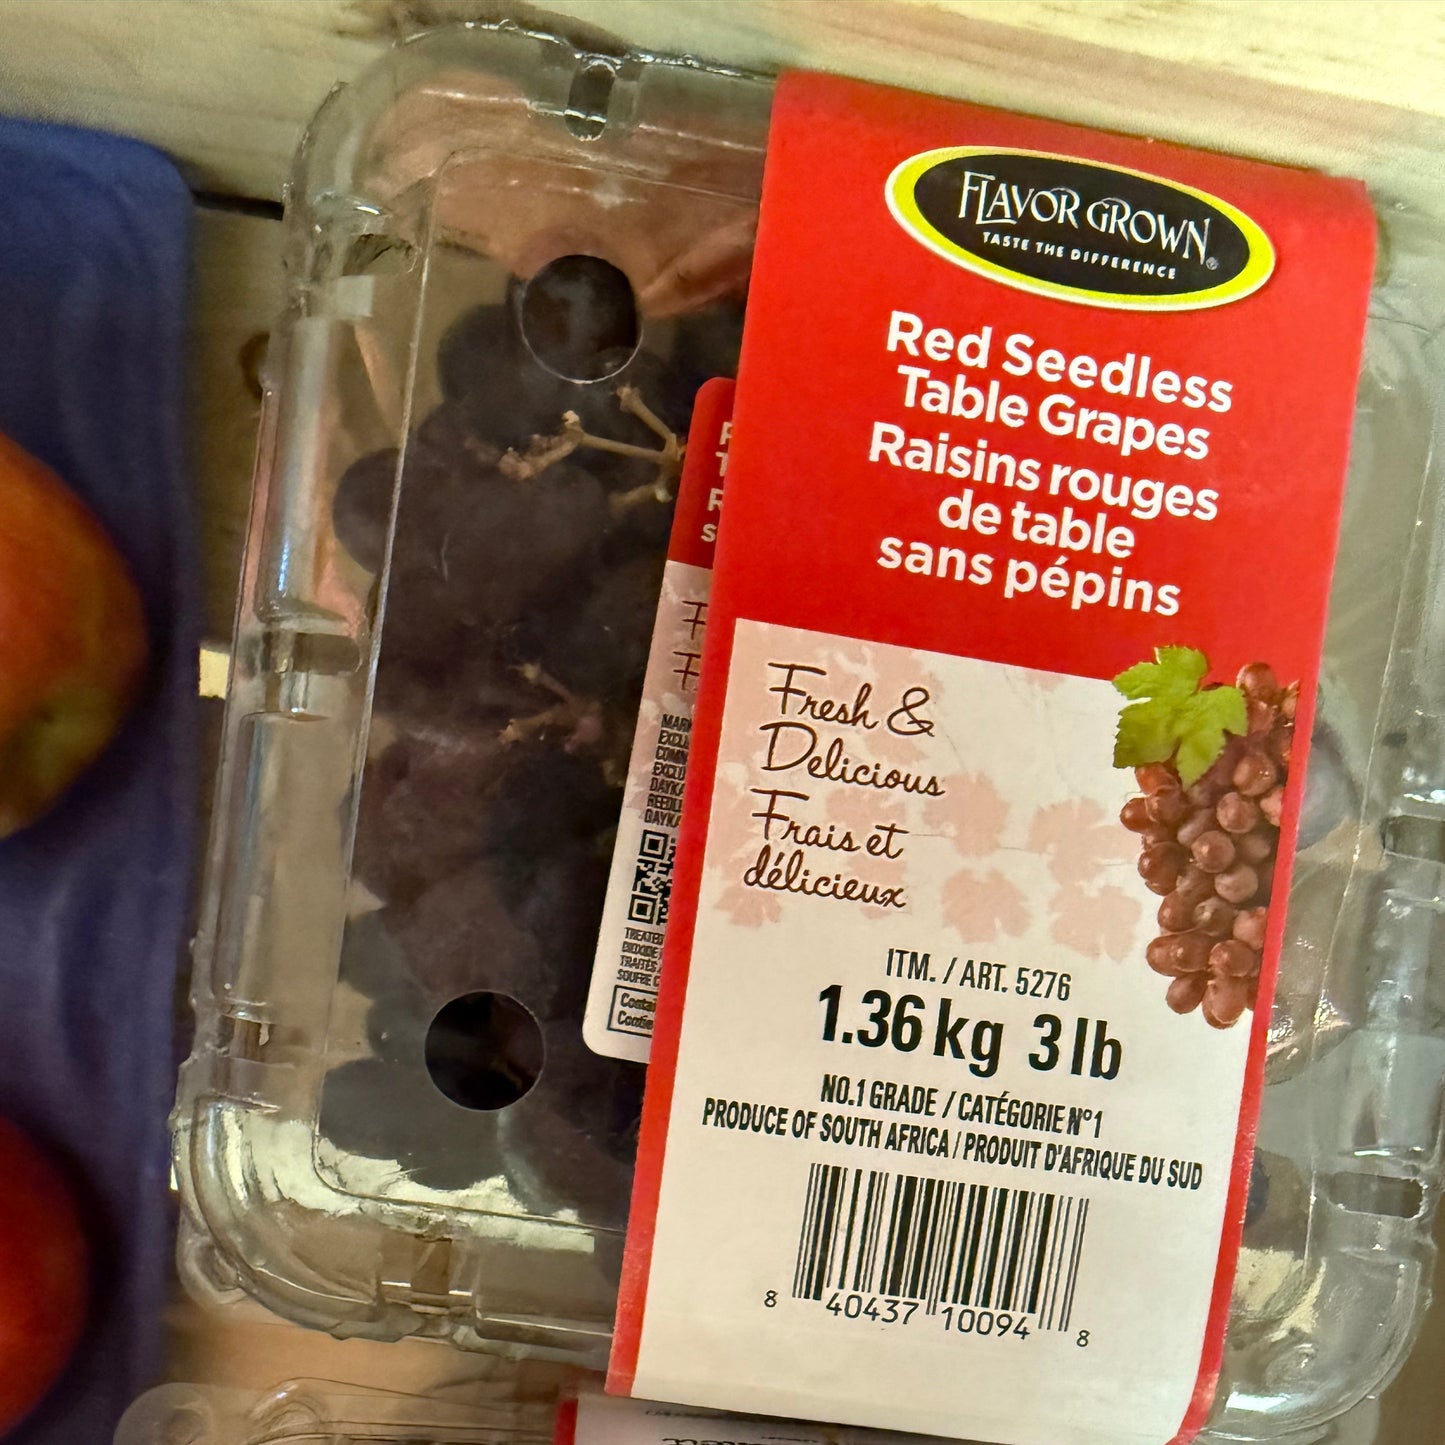 FLAVOR GROWN®
TASTE THE DIFFERENCE
Red Seedless
Table Grapes
Raisins rouges
de table
sans pépins
Fresh &
Delicious
Frais et
délicieux
ITM. / ART. 5276
1.36 kg 3 lb
NO.1 GRADE / CATÉGORIE N°1
PRODUCE OF SOUTH AFRICA / PRODUIT D'AFRIQUE DU SUD
8 40437 10094 8